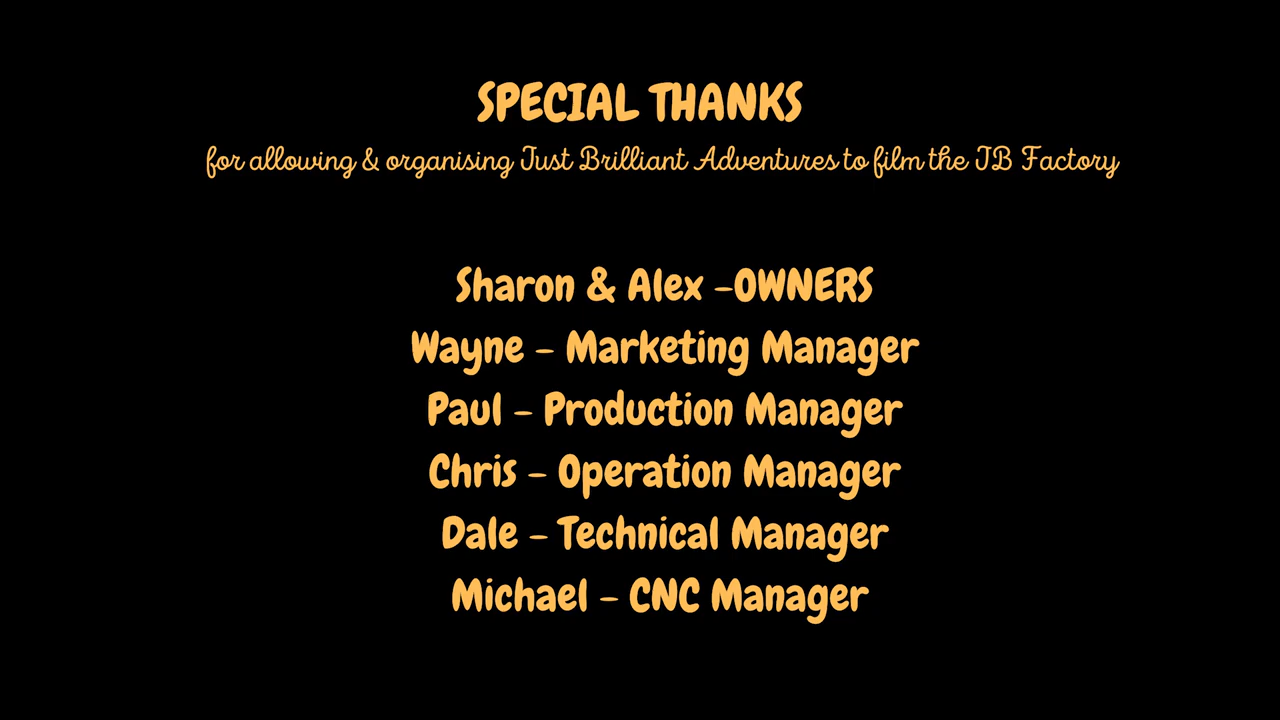 SPECIAL THANKS
for allowing & organising Just Brilliant Adventures to film the JB Factory
Sharon & Alex -OWNERS
Wayne - Marketing Manager
Paul - Production Manager
Chris - Operation Manager
Dale - Technical Manager
Michael - CNC Manager